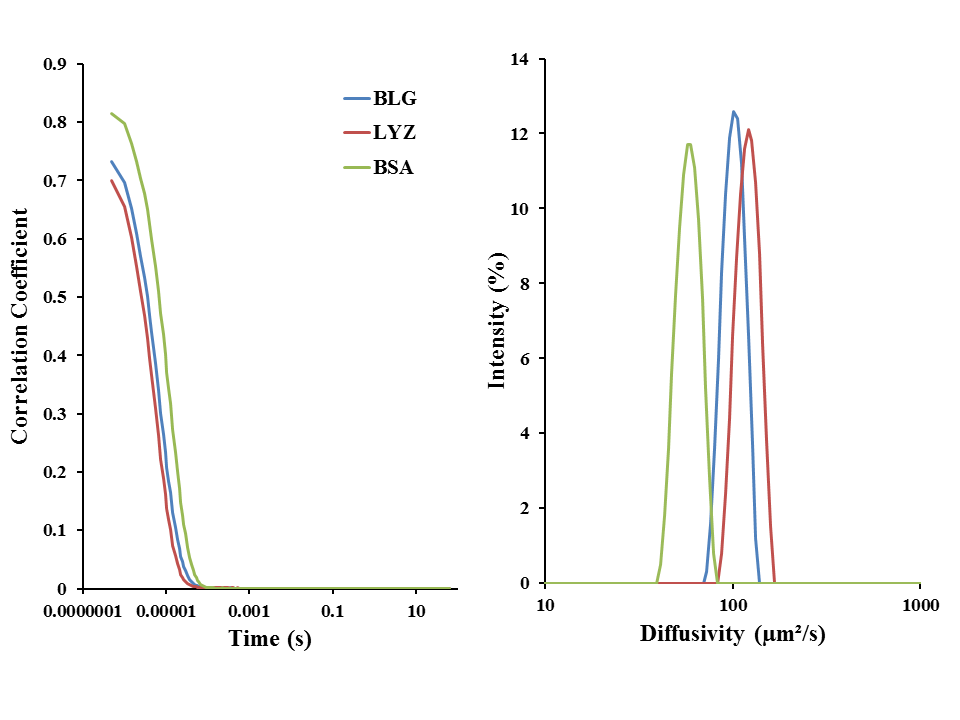 0.9
0.8
0.7
0.6
0.5
0.4
0.3
0.2
0.1
0
Correlation Coefficient
0.0000001 0.00001 0.001 0.1 10
Time (s)
BLG
LYZ
BSA
14
12
10
8
6
4
2
0
Intensity (%)
10 100 1000
Diffusivity (µm²/s)